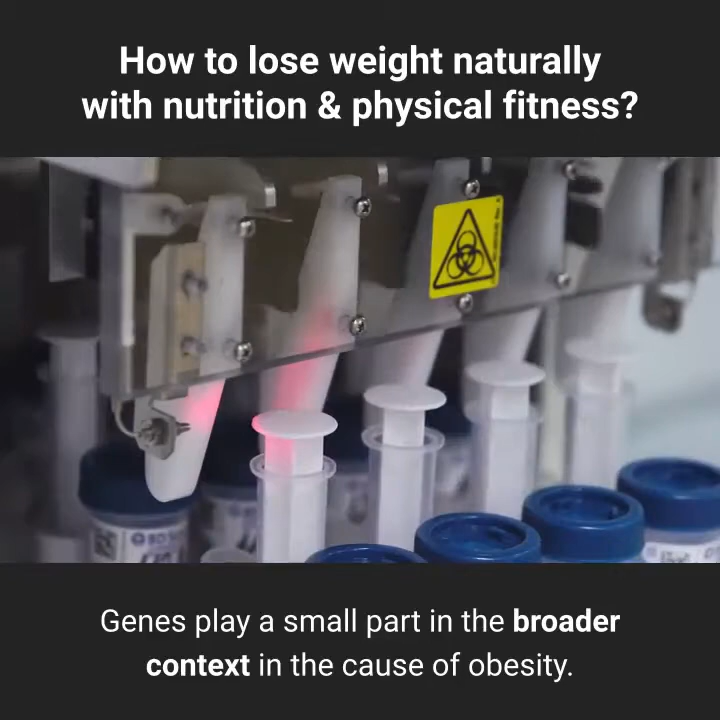 How to lose weight naturally
with nutrition & physical fitness?
BD
Genes play a small part in the broader
context in the cause of obesity.